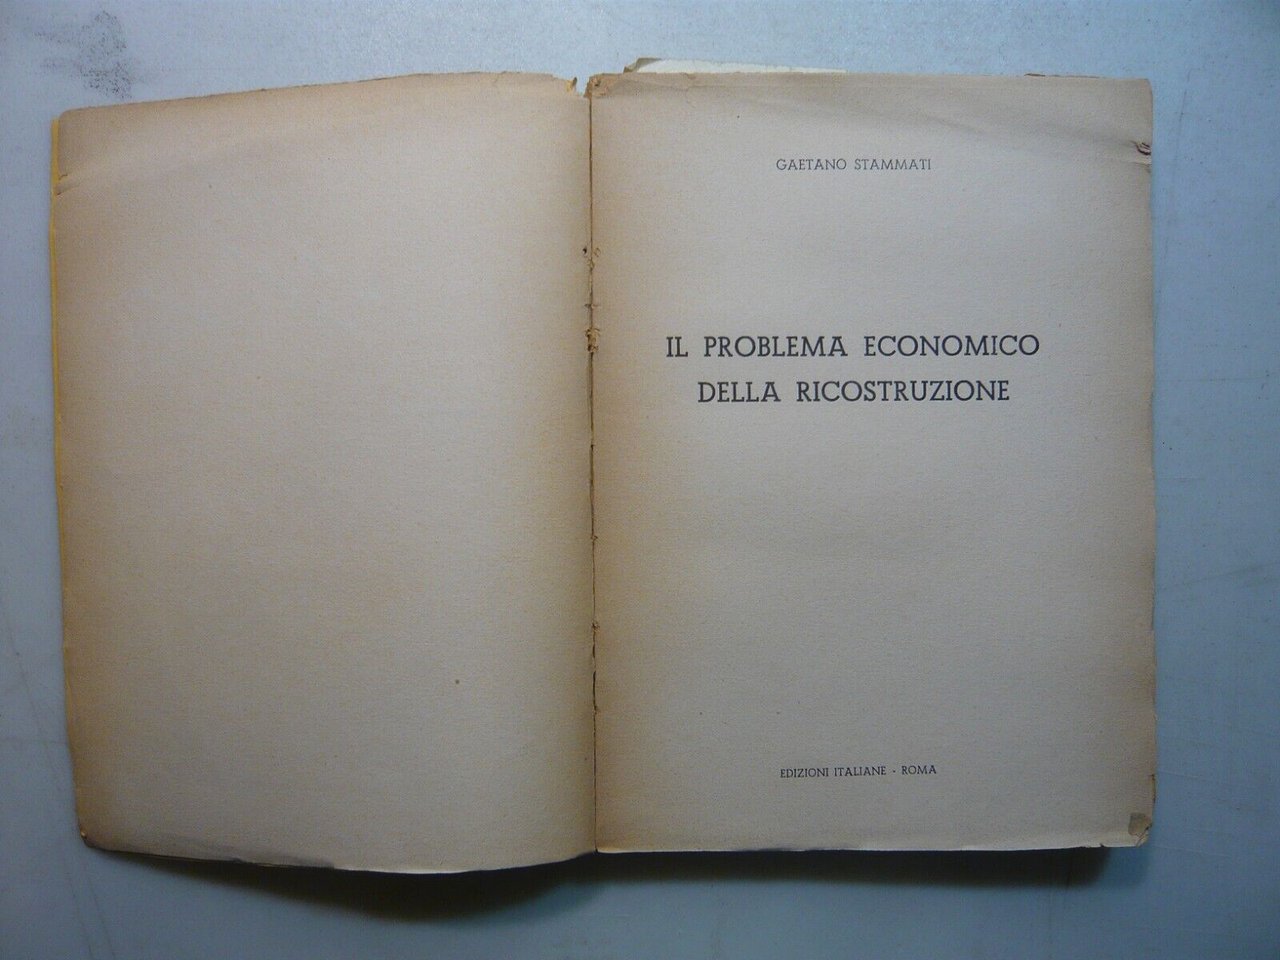 GAETANO STAMMATI
IL PROBLEMA ECONOMICO
DELLA RICOSTRUZIONE
EDIZIONI ITALIANE - ROMA